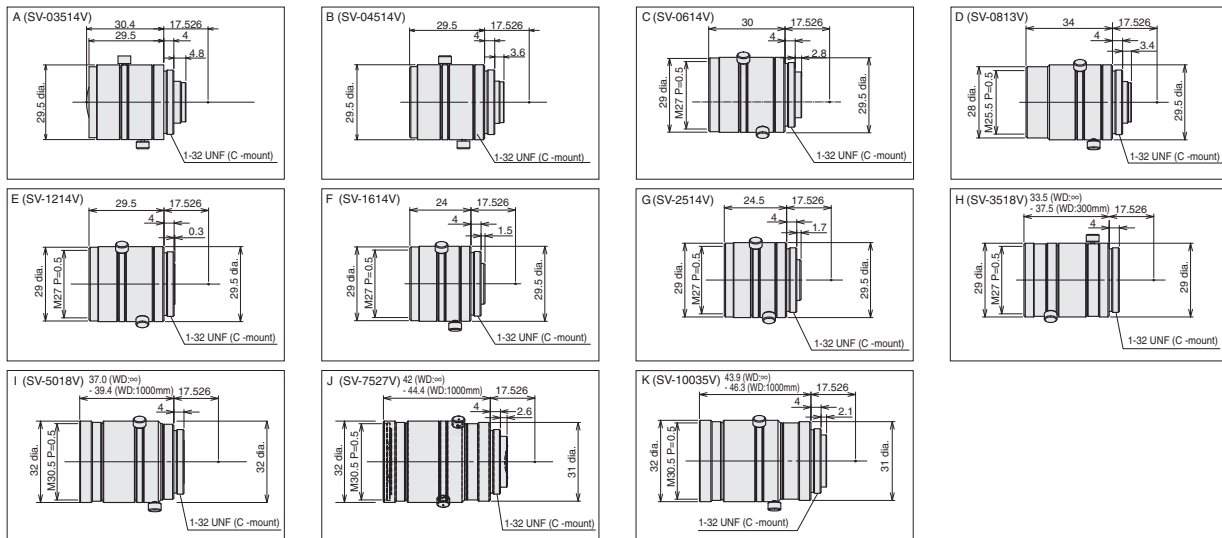 A (SV-03514V)
30.4
17.526
29.5
4
4.8
29.5 dia.
1-32 UNF (C -mount)
B (SV-04514V)
29.5
17.526
4
3.6
29.5 dia.
1-32 UNF (C -mount)
C (SV-0614V)
30
17.526
4
2.8
29 dia.
M27 P=0.5
29.5 dia.
1-32 UNF (C -mount)
D (SV-0813V)
34
17.526
4
3.4
28 dia.
M25.5 P=0.5
29.5 dia.
1-32 UNF (C -mount)
E (SV-1214V)
29.5
17.526
4
0.3
29 dia.
M27 P=0.5
29.5 dia.
1-32 UNF (C -mount)
F (SV-1614V)
24
17.526
4
1.5
29 dia.
M27 P=0.5
29.5 dia.
1-32 UNF (C -mount)
G (SV-2514V)
24.5
17.526
4
1.7
29 dia.
M27 P=0.5
29.5 dia.
1-32 UNF (C -mount)
H (SV-3518V)
33.5 (WD:∞)
- 37.5 (WD:300mm)
17.526
4
29 dia.
M27 P=0.5
29 dia.
1-32 UNF (C -mount)
I (SV-5018V)
37.0 (WD:∞)
- 39.4 (WD:1000mm)
17.526
4
32 dia.
M30.5 P=0.5
32 dia.
1-32 UNF (C -mount)
J (SV-7527V)
42 (WD:∞)
- 44.4 (WD:1000mm)
17.526
4
2.6
32 dia.
M30.5 P=0.5
31 dia.
1-32 UNF (C -mount)
K (SV-10035V)
43.9 (WD:∞)
- 46.3 (WD:1000mm)
17.526
4
2.1
32 dia.
M30.5 P=0.5
31 dia.
1-32 UNF (C -mount)